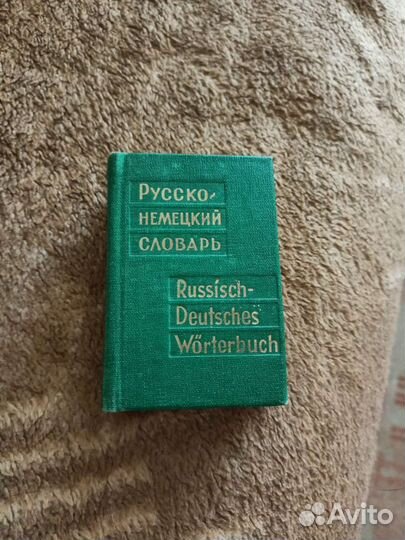 Русско-
немецкий
словарь
Russisch-
Deutsches
Wörterbuch
Avito